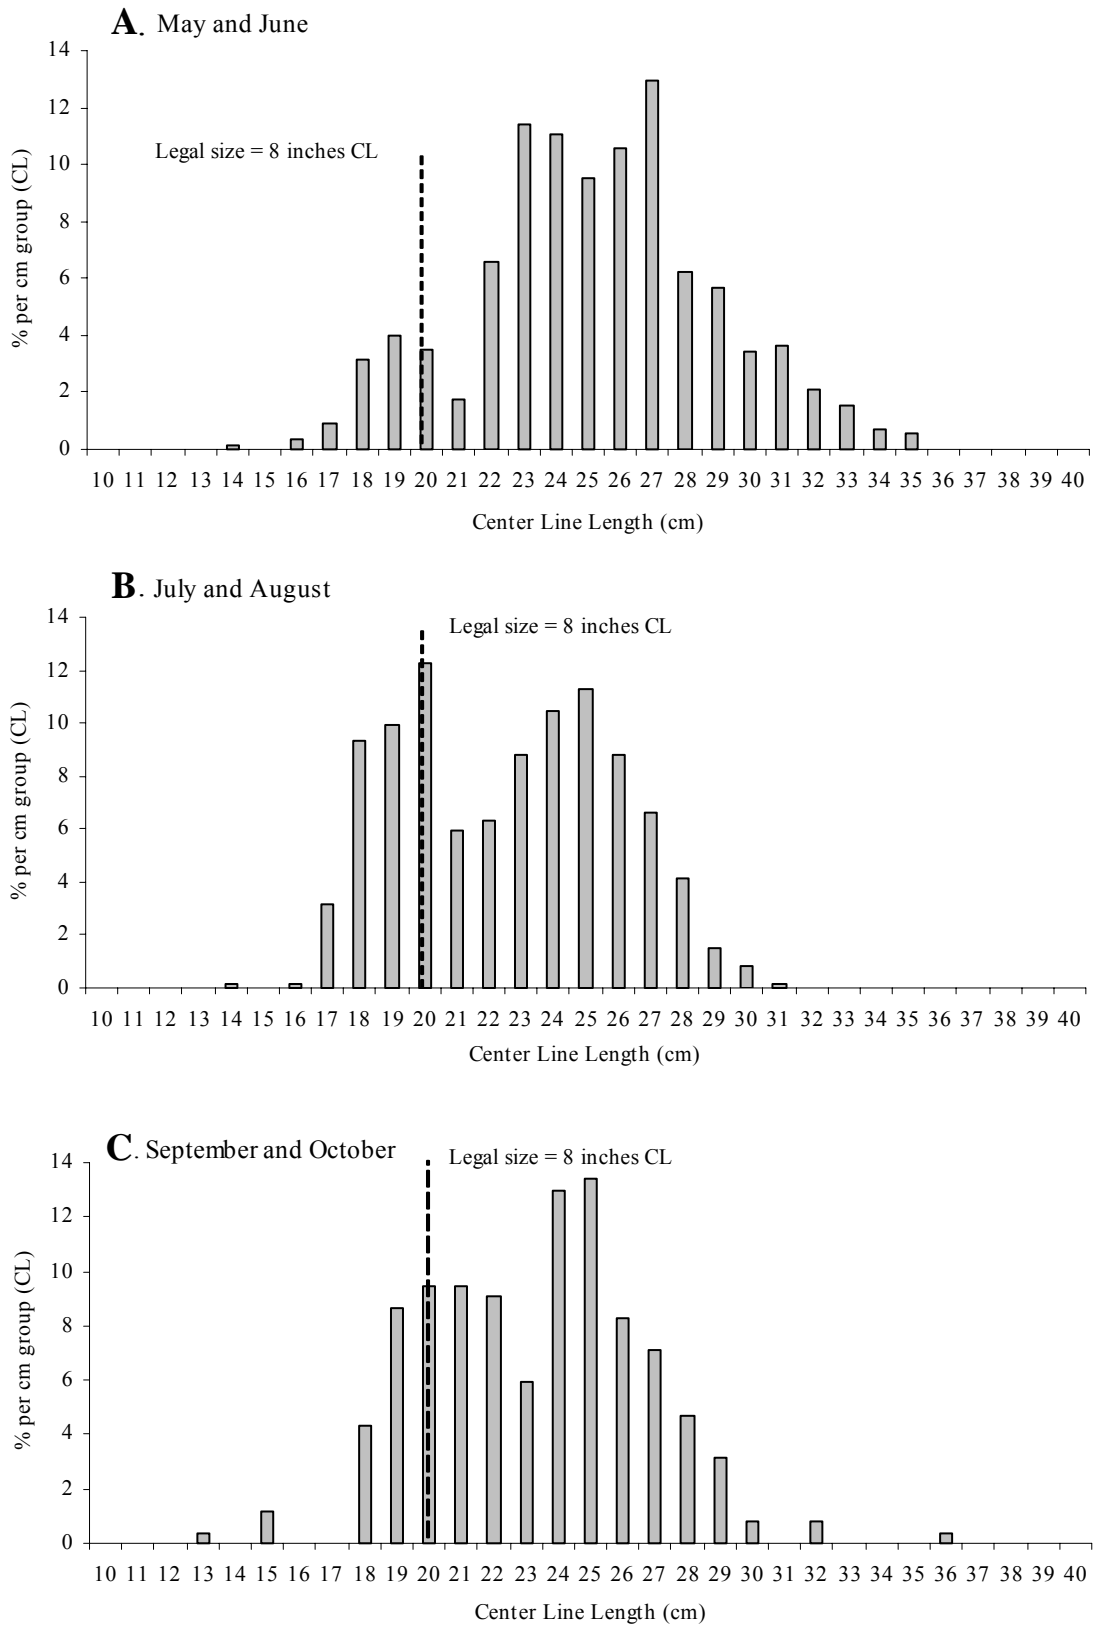 A. May and June
14
12
10
8
6
4
2
0
% per cm group (CL)
Legal size = 8 inches CL
10 11 12 13 14 15 16 17 18 19 20 21 22 23 24 25 26 27 28 29 30 31 32 33 34 35 36 37 38 39 40
Center Line Length (cm)
B. July and August
14
12
10
8
6
4
2
0
% per cm group (CL)
Legal size = 8 inches CL
10 11 12 13 14 15 16 17 18 19 20 21 22 23 24 25 26 27 28 29 30 31 32 33 34 35 36 37 38 39 40
Center Line Length (cm)
C. September and October
14
12
10
8
6
4
2
0
% per cm group (CL)
Legal size = 8 inches CL
10 11 12 13 14 15 16 17 18 19 20 21 22 23 24 25 26 27 28 29 30 31 32 33 34 35 36 37 38 39 40
Center Line Length (cm)